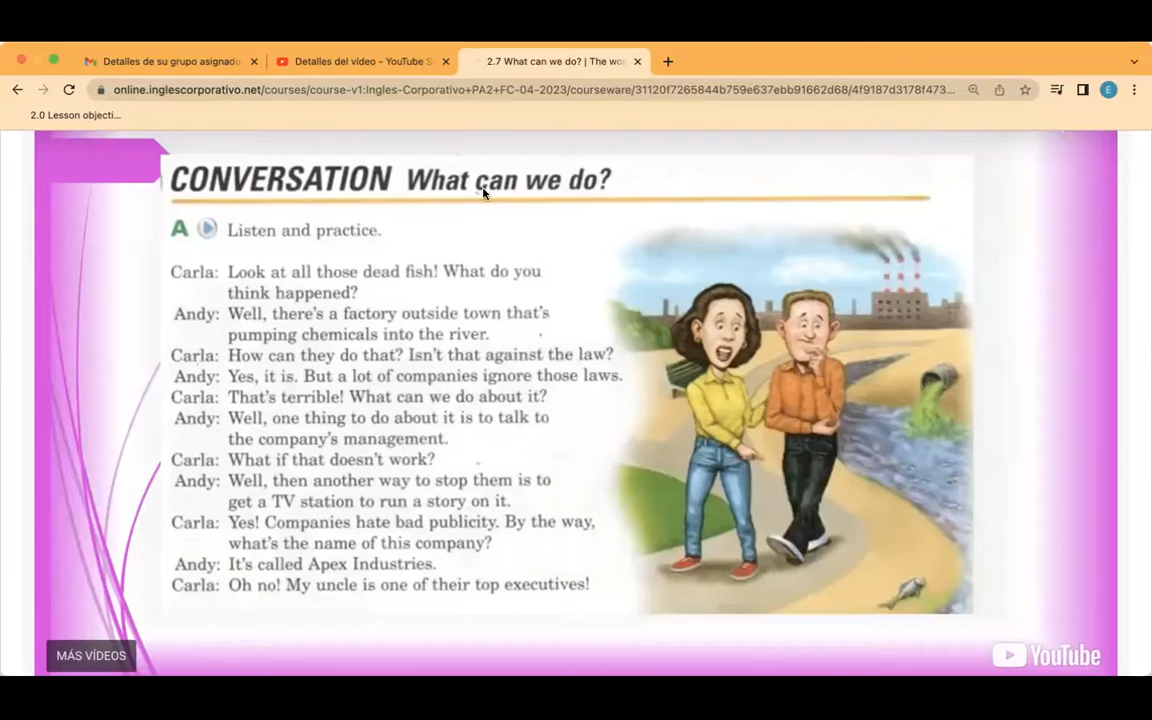 Detalles de su grupo asignado
Detalles del vídeo - YouTube S
2.7 What can we do? | The wo
online.inglescorporativo.net/courses/course-v1:Ingles-Corporativo+PA2+FC-04-2023/courseware/31120f7265844b759e637ebb91662d68/4f9187d3178f473...
E
2.0 Lesson objecti...
CONVERSATION What can we do?
A Listen and practice.
Carla: Look at all those dead fish! What do you
think happened?
Andy: Well, there's a factory outside town that's
pumping chemicals into the river.
Carla: How can they do that? Isn't that against the law?
Andy: Yes, it is. But a lot of companies ignore those laws.
Carla: That's terrible! What can we do about it?
Andy: Well, one thing to do about it is to talk to
the company's management.
Carla: What if that doesn't work?
Andy: Well, then another way to stop them is to
get a TV station to run a story on it.
Carla: Yes! Companies hate bad publicity. By the way,
what's the name of this company?
Andy: It's called Apex Industries.
Carla: Oh no! My uncle is one of their top executives!
MÁS VÍDEOS
YouTube